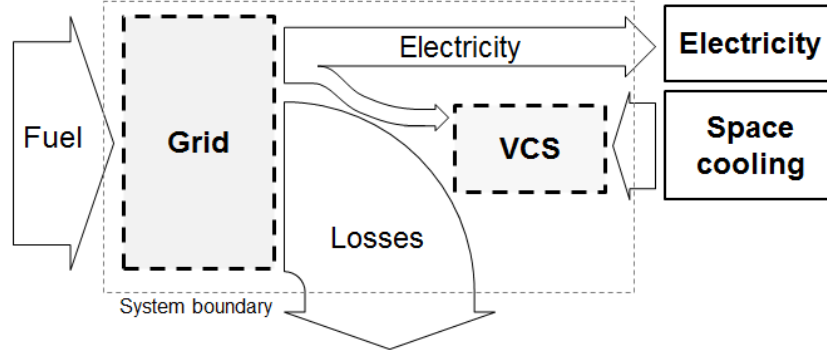 Fuel
Grid
Electricity
Electricity
VCS
Space
cooling
Losses
System boundary